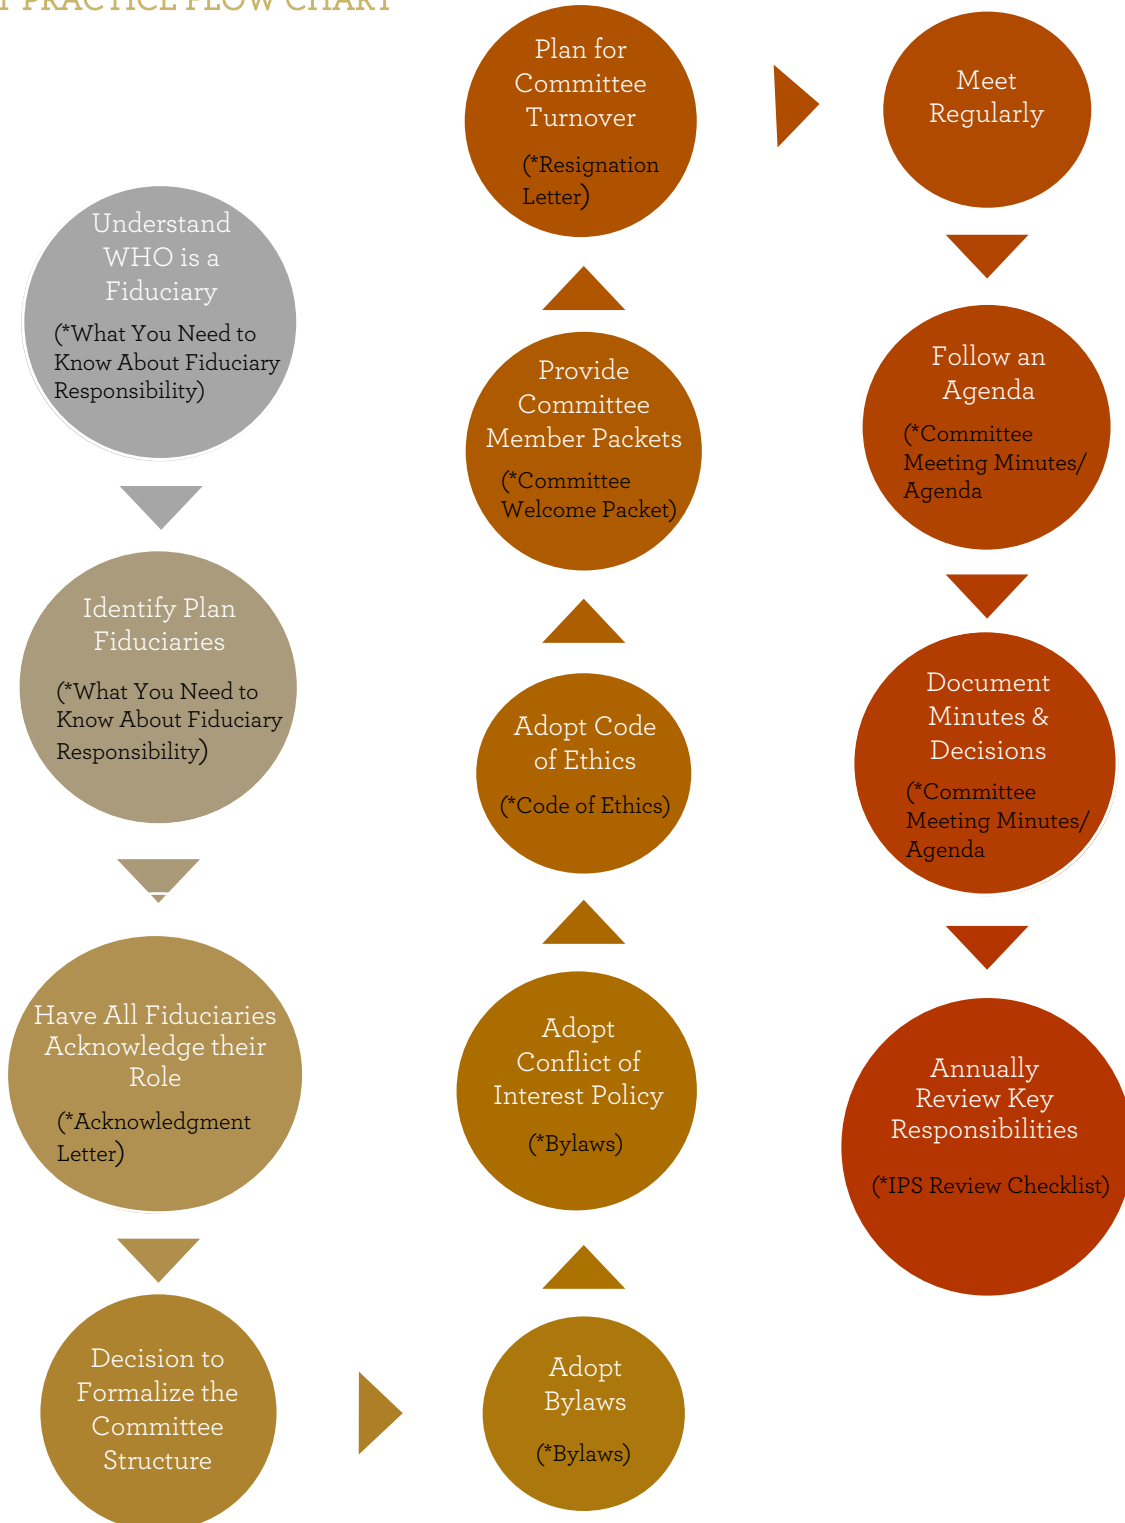 PRACTICE FLOW CHART
Understand
WHO is a
Fiduciary
(*What You Need to
Know About Fiduciary
Responsibility)
Identify Plan
Fiduciaries
(*What You Need to
Know About Fiduciary
Responsibility)
Have All Fiduciaries
Acknowledge their
Role
(*Acknowledgment
Letter)
Decision to
Formalize the
Committee
Structure
Adopt
Bylaws
(*Bylaws)
Adopt
Conflict of
Interest Policy
(*Bylaws)
Adopt Code
of Ethics
(*Code of Ethics)
Provide
Committee
Member Packets
(*Committee
Welcome Packet)
Plan for
Committee
Turnover
(*Resignation
Letter)
Meet
Regularly
Follow an
Agenda
(*Committee
Meeting Minutes/
Agenda
Document
Minutes &
Decisions
(*Committee
Meeting Minutes/
Agenda
Annually
Review Key
Responsibilities
(*IPS Review Checklist)